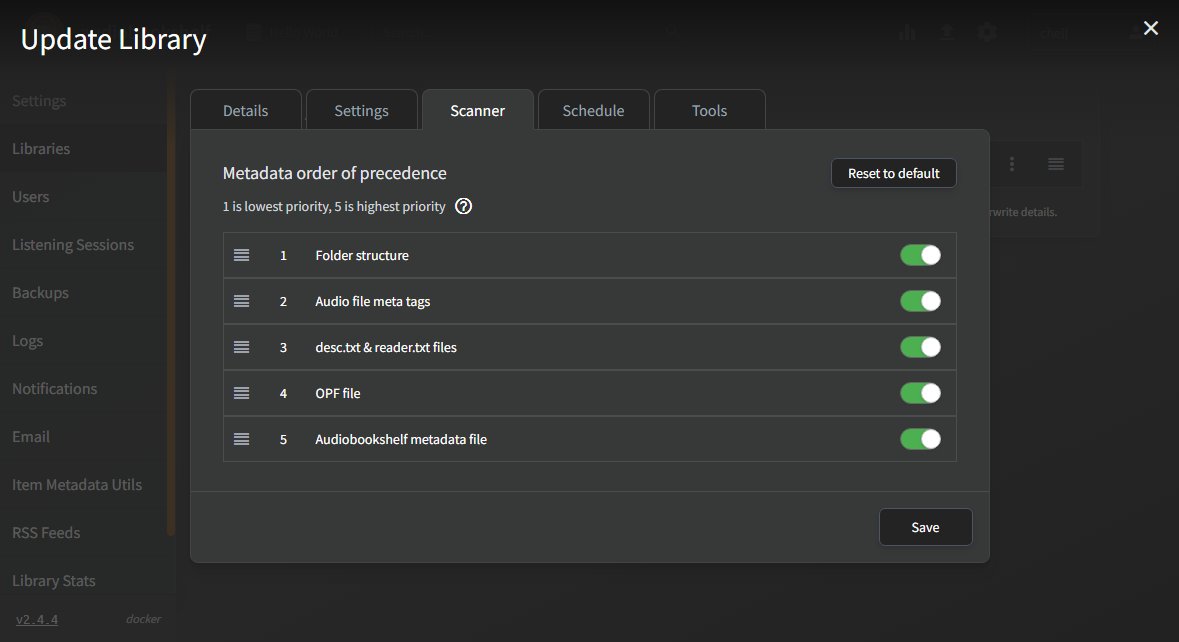 Update Library
Settings
Libraries
Users
Listening Sessions
Backups
Logs
Notifications
Email
Item Metadata Utils
RSS Feeds
Library Stats
v2.4.4
docker
Details
Settings
Scanner
Schedule
Tools
Metadata order of precedence
Reset to default
1 is lowest priority, 5 is highest priority
1 Folder structure
2 Audio file meta tags
3 desc.txt & reader.txt files
4 OPF file
5 Audiobookshelf metadata file
Save
rwrite details.